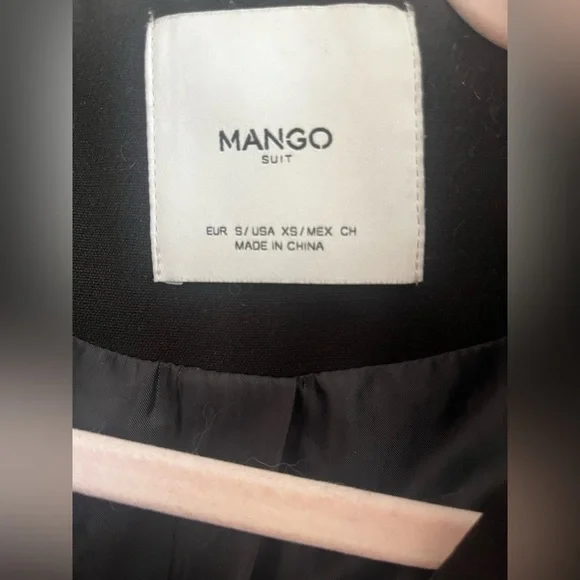 MANGO
SUIT
EUR S/USA XS/MEX CH
MADE IN CHINA